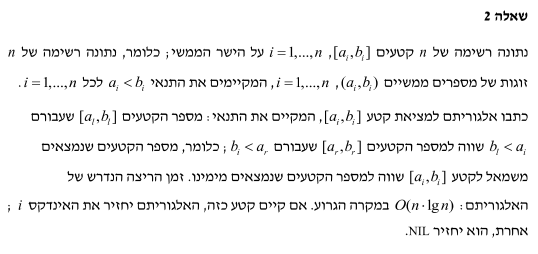 שאלה 2
נתונה רשימה של n קטעים [a_i, b_i], i = 1,...,n על הישר הממשי; כלומר, נתונה רשימה של n
זוגות של מספרים ממשיים (a_i, b_i), i = 1,...,n, המקיימים את התנאי a_i < b_i לכל i = 1,...,n.
כתבו אלגוריתם למציאת קטע [a_i, b_i], המקיים את התנאי: מספר הקטעים [a_l, b_l] שעבורם
b_l < a_i שווה למספר הקטעים [a_r, b_r] שעבורם b_i < a_r; כלומר, מספר הקטעים שנמצאים
משמאל לקטע [a_i, b_i] שווה למספר הקטעים שנמצאים מימינו. זמן הריצה הנדרש של
האלגוריתם: O(n·lg n) במקרה הגרוע. אם קיים קטע כזה, האלגוריתם יחזיר את האינדקס i;
אחרת, הוא יחזיר NIL.